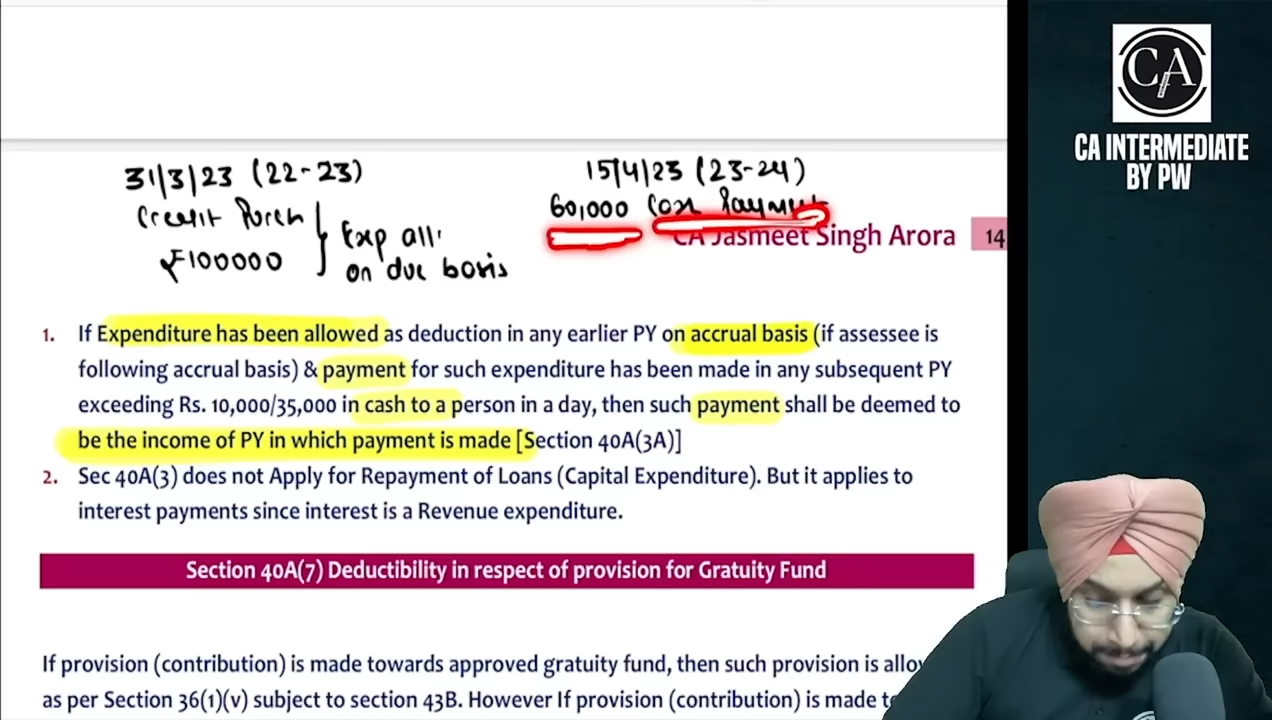 31/3/23 (22-23)
Credit Purch
₹100000
Exp all.
on due basis
15/4/23 (23-24)
60,000 Payment
CA Jasmeet Singh Arora 14
1. If Expenditure has been allowed as deduction in any earlier PY on accrual basis (if assessee is
following accrual basis) & payment for such expenditure has been made in any subsequent PY
exceeding Rs. 10,000/35,000 in cash to a person in a day, then such payment shall be deemed to
be the income of PY in which payment is made [Section 40A(3A)]
2. Sec 40A(3) does not Apply for Repayment of Loans (Capital Expenditure). But it applies to
interest payments since interest is a Revenue expenditure.
Section 40A(7) Deductibility in respect of provision for Gratuity Fund
If provision (contribution) is made towards approved gratuity fund, then such provision is
as per Section 36(1)(v) subject to section 43B. However If provision (contribution) is made
CA
CA INTERMEDIATE
BY PW